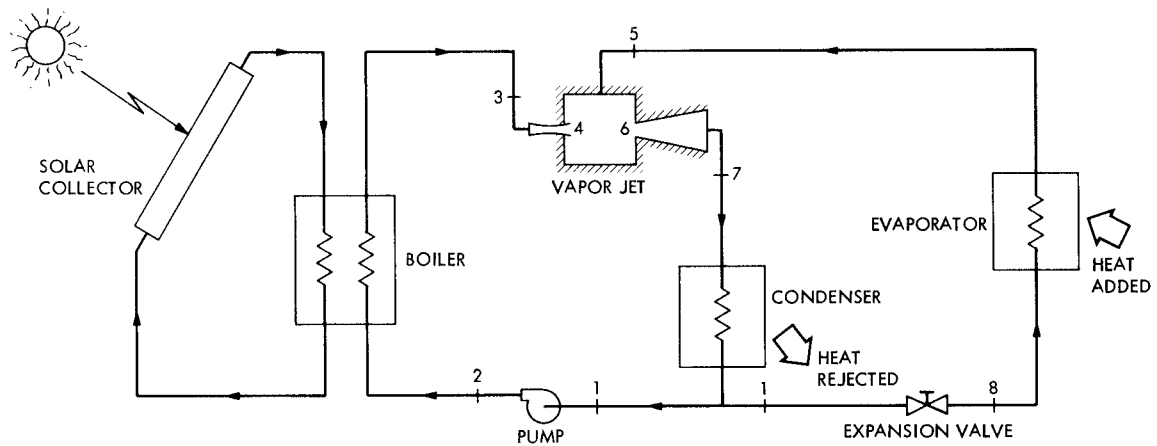 SOLAR
COLLECTOR
BOILER
3
4
6
5
VAPOR JET
7
CONDENSER
HEAT
REJECTED
EVAPORATOR
HEAT
ADDED
2
PUMP
1
1
EXPANSION VALVE
8